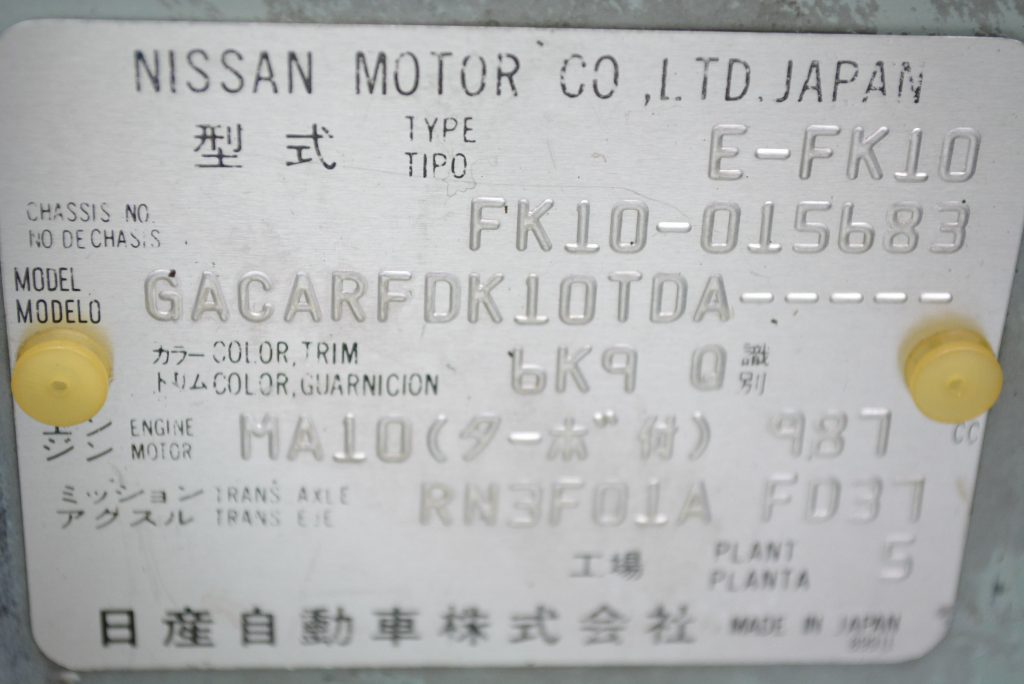 NISSAN MOTOR CO.,LTD. JAPAN
型式 TYPE TIPO E-FK10
CHASSIS NO. NO DE CHASIS FK10-015683
MODEL MODELO GACARFDK10TDA------
カラー COLOR, TRIM
トリム COLOR, GUARNICION 6K9 Q 識別
エンジン ENGINE MOTOR MA10(ターボ付) 987 CC
ミッション TRANS AXLE
アクスル TRANS EJE RN3F01A FD37
工場 PLANT PLANTA 5
日産自動車株式会社 MADE IN JAPAN